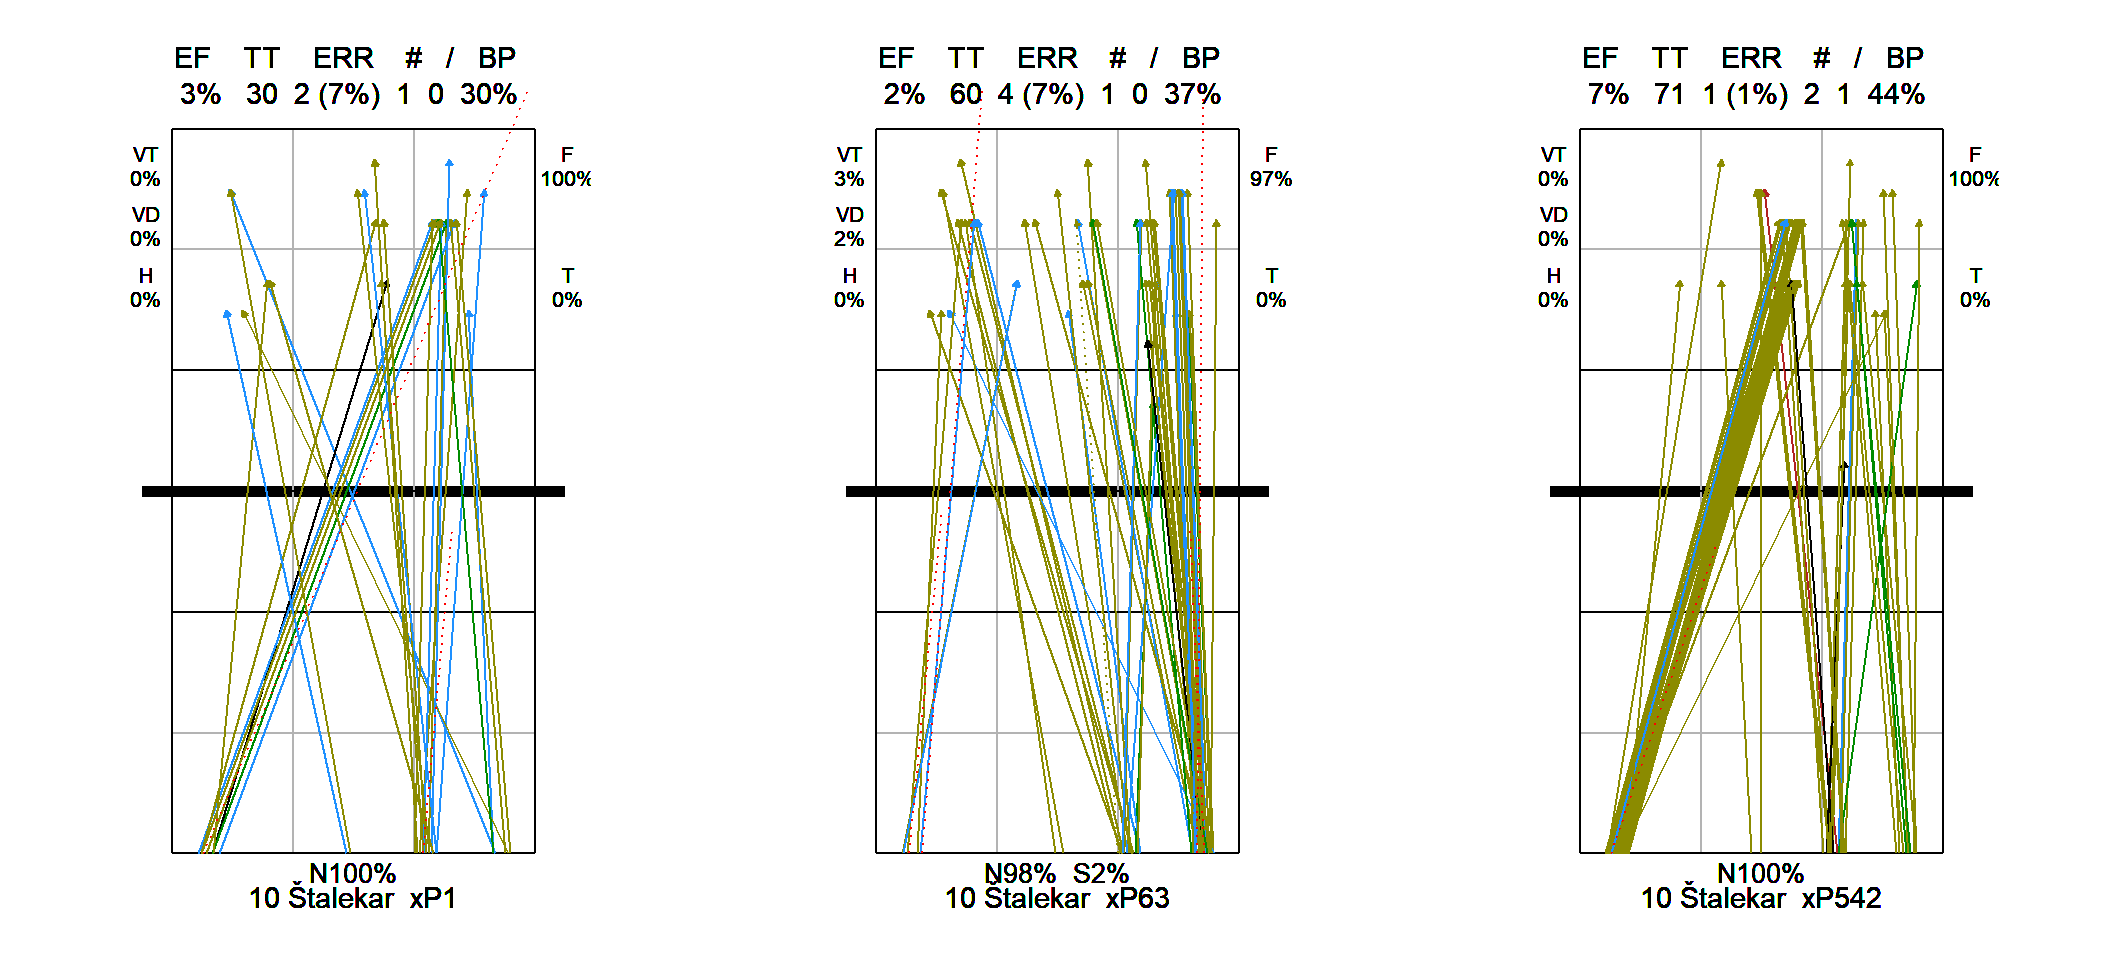 EF TT ERR # / BP
3% 30 2 (7%) 1 0 30%
VT
0%
F
100%
VD
0%
H
0%
T
0%
N100%
10 Štalekar xP1
EF TT ERR # / BP
2% 60 4 (7%) 1 0 37%
VT
3%
F
97%
VD
2%
H
0%
T
0%
N98% S2%
10 Štalekar xP63
EF TT ERR # / BP
7% 71 1 (1%) 2 1 44%
VT
0%
F
100%
VD
0%
H
0%
T
0%
N100%
10 Štalekar xP542